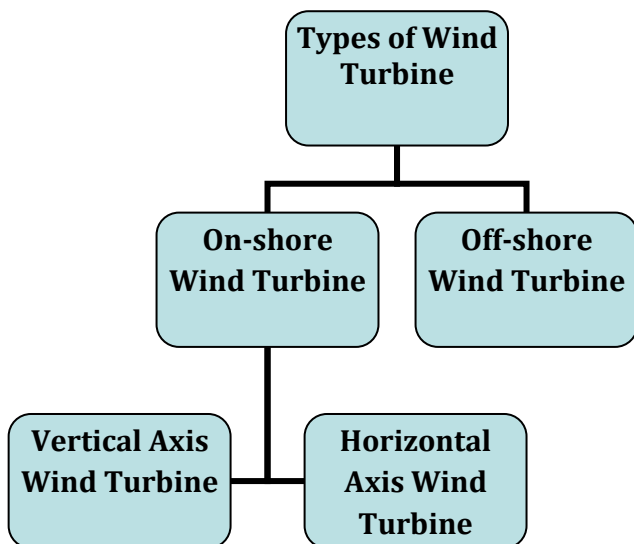 Types of Wind
Turbine
On-shore
Wind Turbine
Off-shore
Wind Turbine
Vertical Axis
Wind Turbine
Horizontal
Axis Wind
Turbine